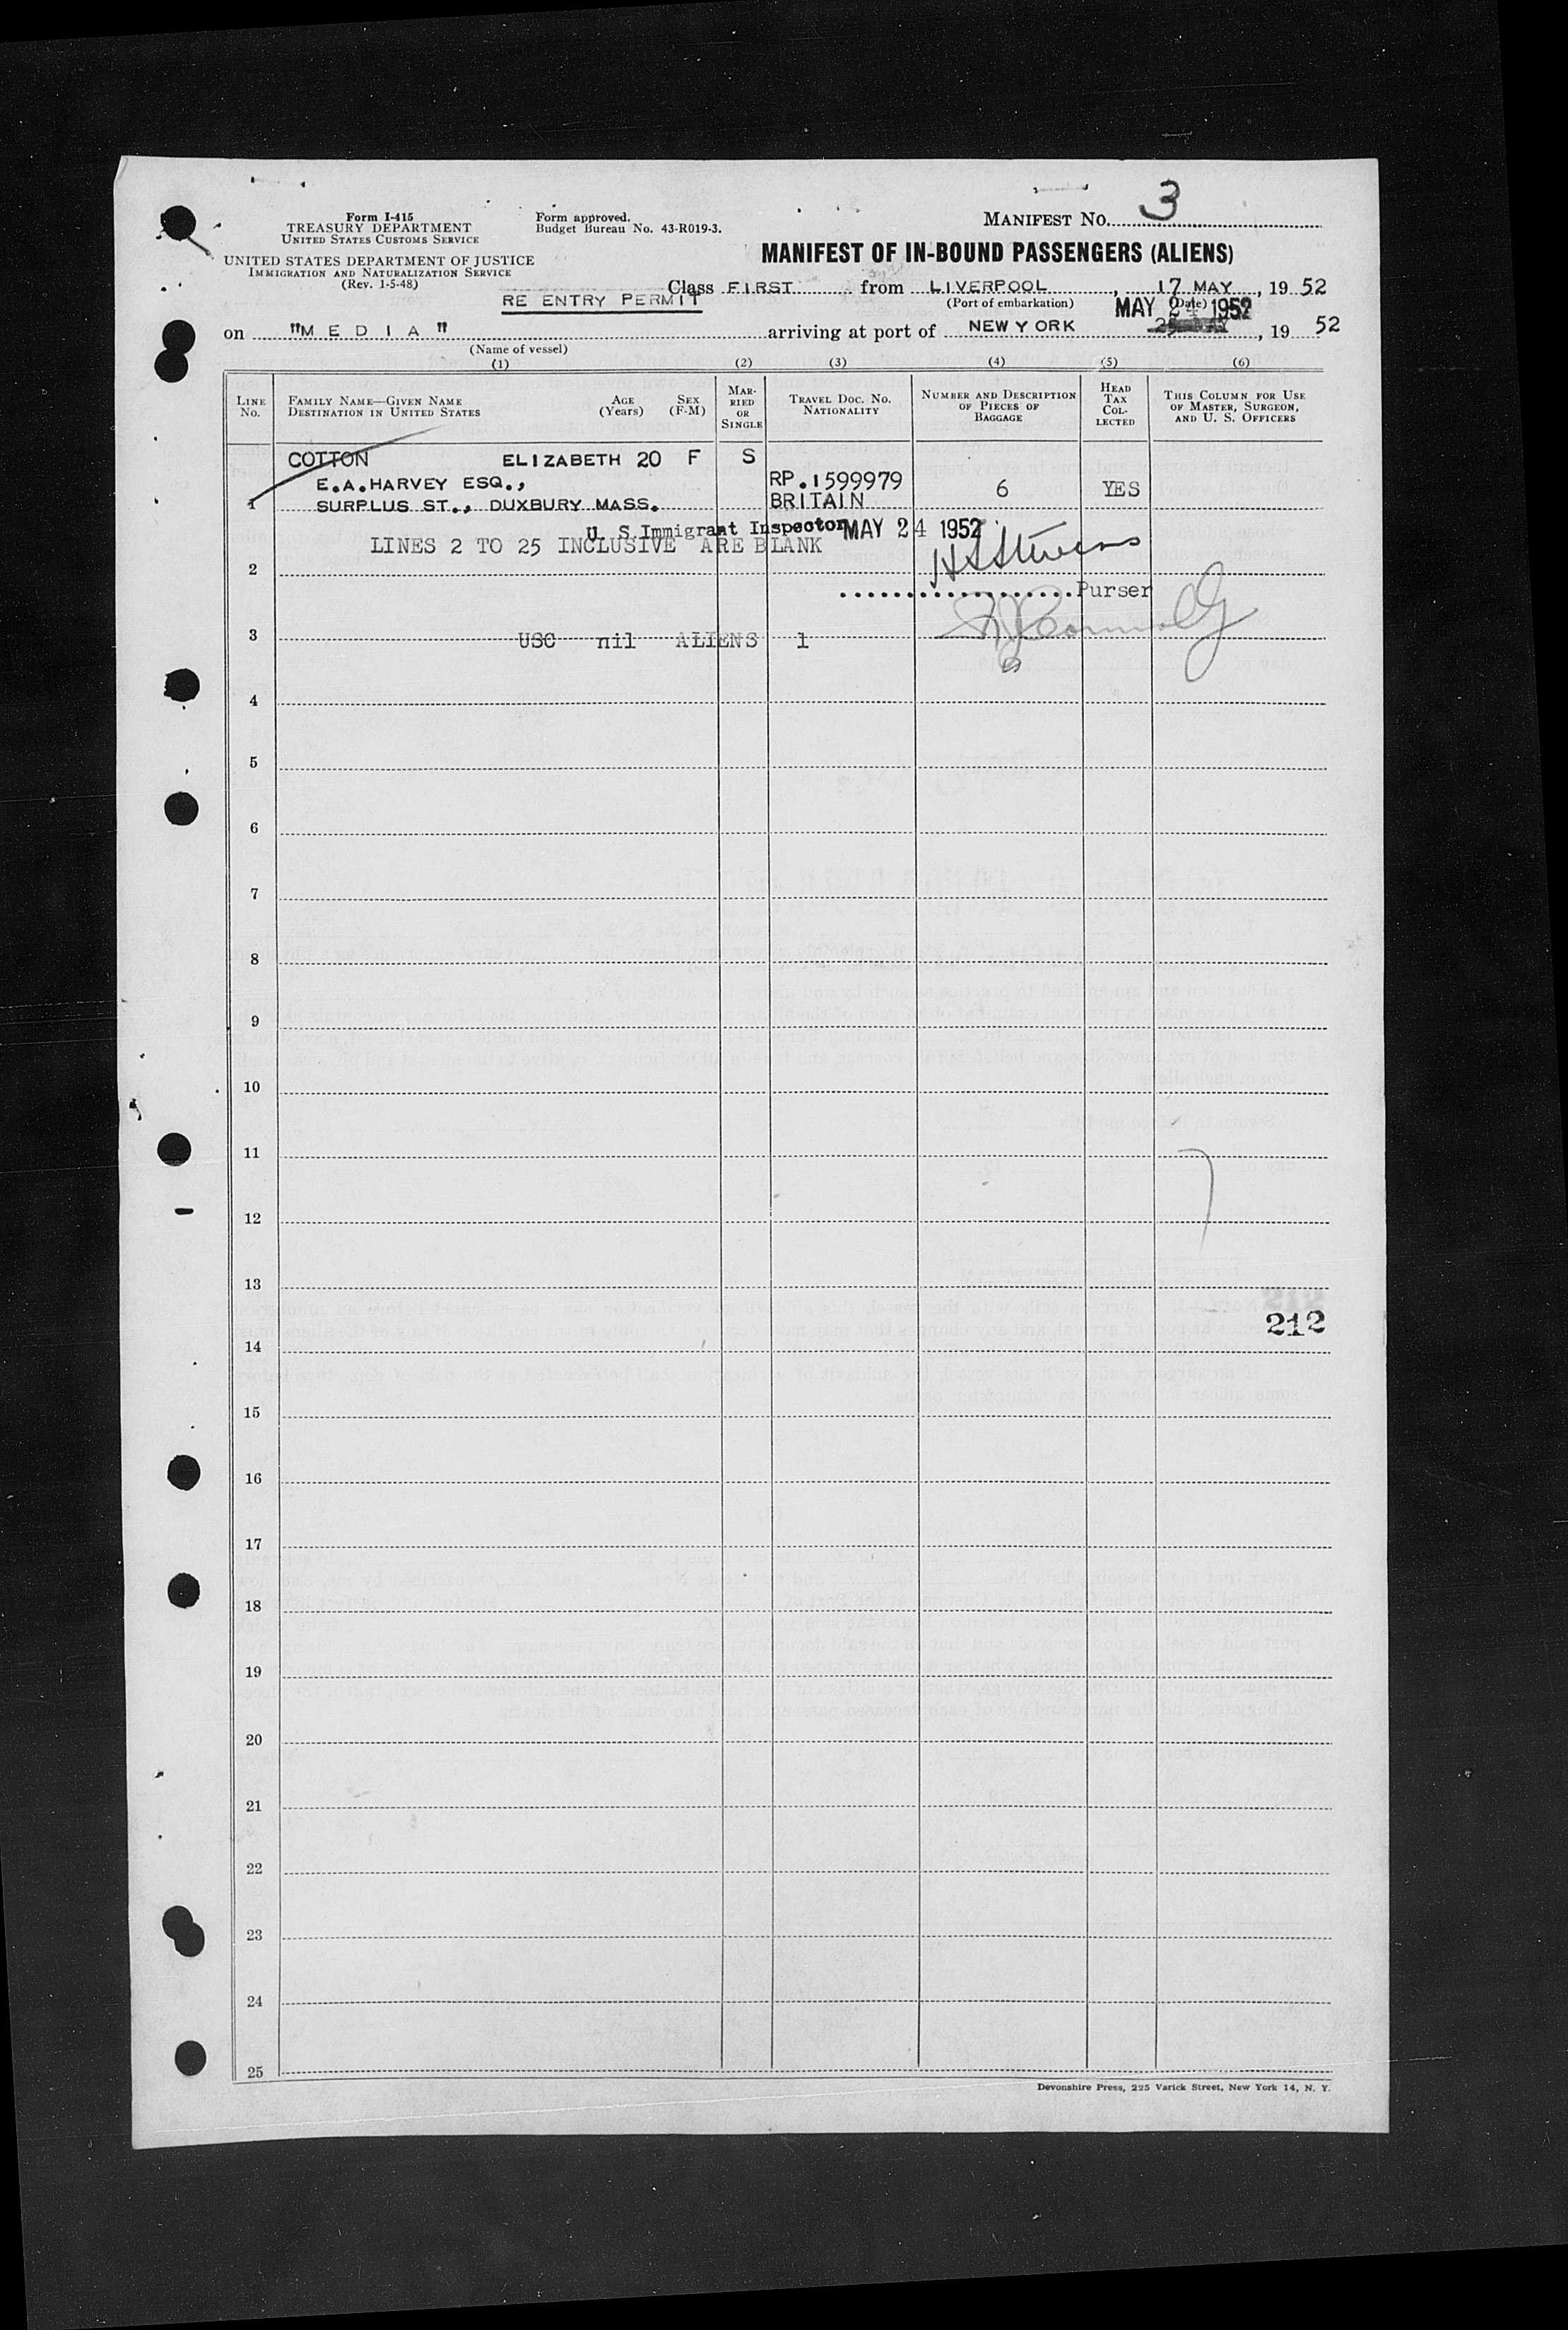 Form I-415
TREASURY DEPARTMENT
UNITED STATES CUSTOMS SERVICE
UNITED STATES DEPARTMENT OF JUSTICE
IMMIGRATION AND NATURALIZATION SERVICE
(Rev. 1-5-48)
Form approved.
Budget Bureau No. 43-R019-3.
MANIFEST NO. 3
MANIFEST OF IN-BOUND PASSENGERS (ALIENS)
Class FIRST from LIVERPOOL, 17 MAY, 19 52
RE ENTRY PERMIT
(Port of embarkation) (Date)
MAY 24 1952
on "M E D I A" arriving at port of NEW YORK, 19 52
(Name of vessel)
(1) (2) (3) (4) (5) (6)
LINE No.
FAMILY NAME—GIVEN NAME
DESTINATION IN UNITED STATES
AGE (Years)
SEX (F-M)
MARRIED OR SINGLE
TRAVEL DOC. NO.
NATIONALITY
NUMBER AND DESCRIPTION OF PIECES OF BAGGAGE
HEAD TAX COLLECTED
THIS COLUMN FOR USE OF MASTER, SURGEON, AND U. S. OFFICERS
COTTON ELIZABETH 20 F S
E.A.HARVEY ESQ., RP.1599979 6 YES
1 SURPLUS ST., DUXBURY MASS. BRITAIN
U. S. Immigrant Inspector MAY 24 1952
LINES 2 TO 25 INCLUSIVE ARE BLANK
2
Purser
3 USC nil ALIENS 1
4
5
6
7
8
9
10
11
12
13
212
14
15
16
17
18
19
20
21
22
23
24
25
Devonshire Press, 225 Varick Street, New York 14, N. Y.